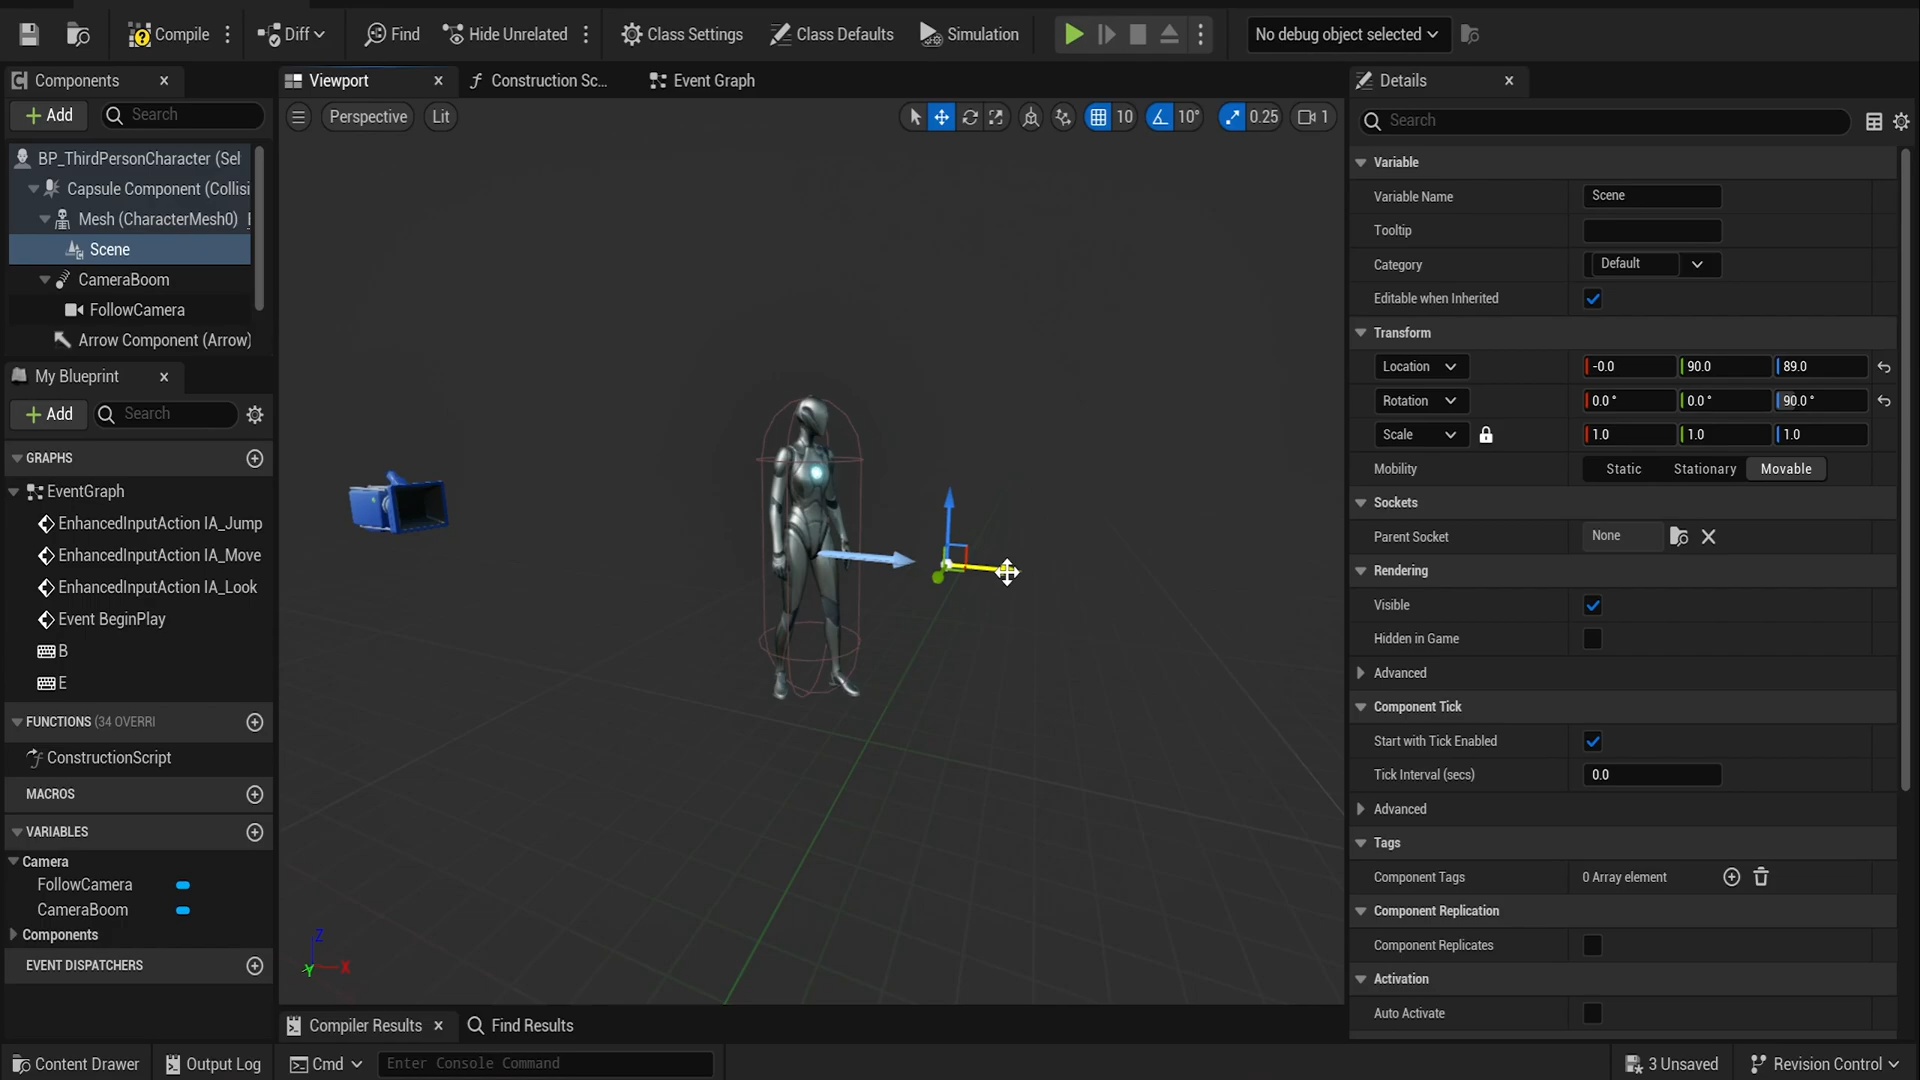 Compile
Diff
Find
Hide Unrelated
Class Settings
Class Defaults
Simulation
No debug object selected
Components
Viewport
Construction Sc...
Event Graph
Details
Add
Search
Perspective
Lit
10
10°
0.25
1
Search
BP_ThirdPersonCharacter (Sel
Capsule Component (Collisi
Mesh (CharacterMesh0)
Scene
CameraBoom
FollowCamera
Arrow Component (Arrow)
My Blueprint
Add
Search
GRAPHS
EventGraph
EnhancedInputAction IA_Jump
EnhancedInputAction IA_Move
EnhancedInputAction IA_Look
Event BeginPlay
B
E
FUNCTIONS (34 OVERRI
ConstructionScript
MACROS
VARIABLES
Camera
FollowCamera
CameraBoom
Components
EVENT DISPATCHERS
Z
Y
X
Variable
Variable Name
Scene
Tooltip
Category
Default
Editable when Inherited
Transform
Location
-0.0
90.0
89.0
Rotation
0.0 °
0.0 °
90.0 °
Scale
1.0
1.0
1.0
Mobility
Static
Stationary
Movable
Sockets
Parent Socket
None
Rendering
Visible
Hidden in Game
Advanced
Component Tick
Start with Tick Enabled
Tick Interval (secs)
0.0
Advanced
Tags
Component Tags
0 Array element
Component Replication
Component Replicates
Activation
Auto Activate
Compiler Results
Find Results
Content Drawer
Output Log
Cmd
Enter Console Command
3 Unsaved
Revision Control